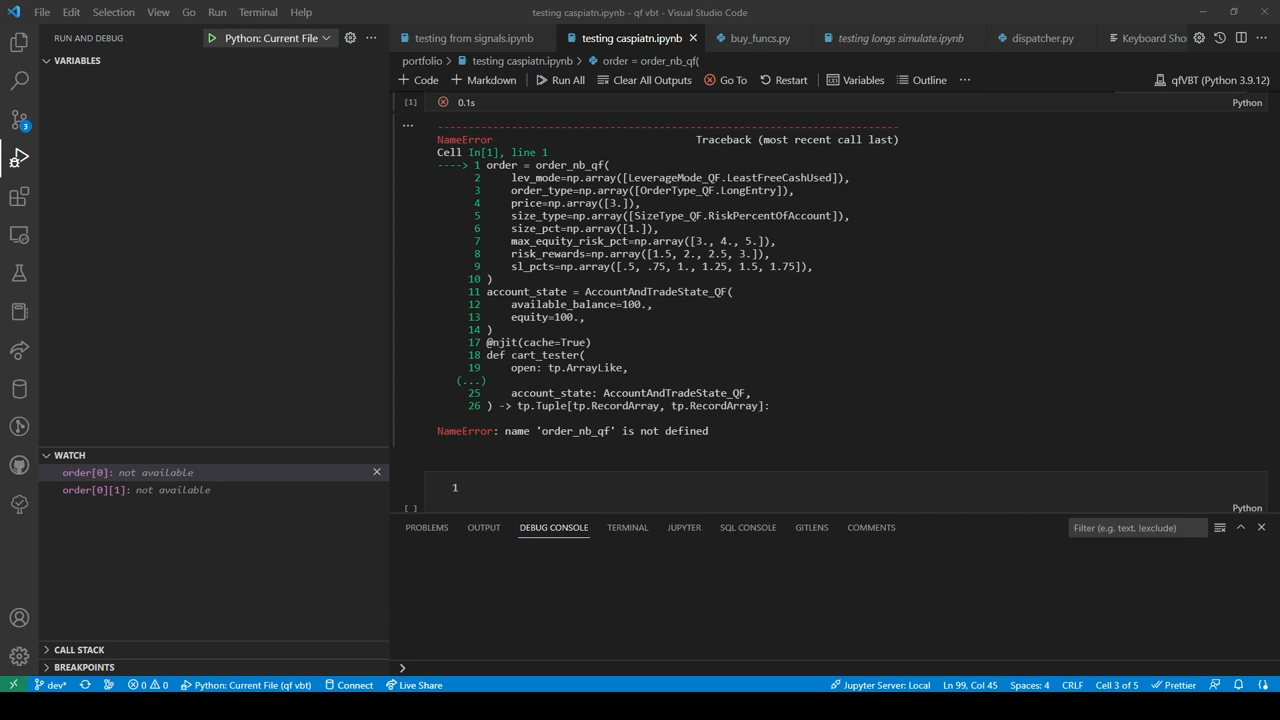 File Edit Selection View Go Run Terminal Help
testing caspiatn.ipynb - qf vbt - Visual Studio Code
RUN AND DEBUG
Python: Current File
VARIABLES
WATCH
order[0]: not available
order[0][1]: not available
CALL STACK
BREAKPOINTS
testing from signals.ipynb
testing caspiatn.ipynb
buy_funcs.py
testing longs simulate.ipynb
dispatcher.py
Keyboard Sho
portfolio > testing caspiatn.ipynb > order = order_nb_qf(
+ Code + Markdown Run All Clear All Outputs Go To Restart Variables Outline ...
qfVBT (Python 3.9.12)
[1] 0.1s Python
---------------------------------------------------------------------------
NameError Traceback (most recent call last)
Cell In[1], line 1
----> 1 order = order_nb_qf(
2 lev_mode=np.array([LeverageMode_QF.LeastFreeCashUsed]),
3 order_type=np.array([OrderType_QF.LongEntry]),
4 price=np.array([3.]),
5 size_type=np.array([SizeType_QF.RiskPercentOfAccount]),
6 size_pct=np.array([1.]),
7 max_equity_risk_pct=np.array([3., 4., 5.]),
8 risk_rewards=np.array([1.5, 2., 2.5, 3.]),
9 sl_pcts=np.array([.5, .75, 1., 1.25, 1.5, 1.75]),
10 )
11 account_state = AccountAndTradeState_QF(
12 available_balance=100.,
13 equity=100.,
14 )
17 @njit(cache=True)
18 def cart_tester(
19 open: tp.ArrayLike,
(...)
25 account_state: AccountAndTradeState_QF,
26 ) -> tp.Tuple[tp.RecordArray, tp.RecordArray]:
NameError: name 'order_nb_qf' is not defined
1
[ ] Python
PROBLEMS OUTPUT DEBUG CONSOLE TERMINAL JUPYTER SQL CONSOLE GITLENS COMMENTS
Filter (e.g. text, !exclude)
3
dev* 0 0 Python: Current File (qf vbt) Connect Live Share
Jupyter Server: Local Ln 99, Col 45 Spaces: 4 CRLF Cell 3 of 5 Prettier